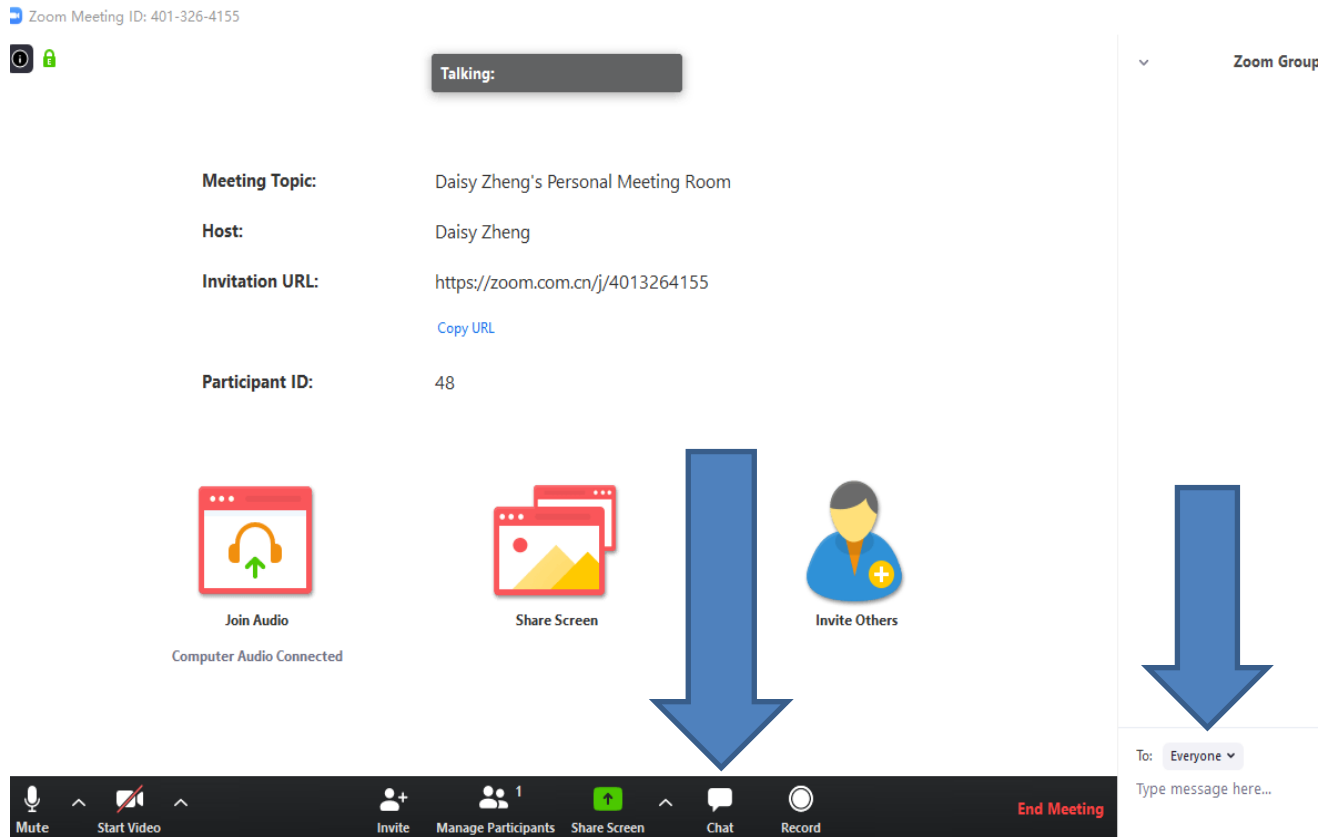 Zoom Meeting ID: 401-326-4155
Talking:
Zoom Group
Meeting Topic: Daisy Zheng's Personal Meeting Room
Host: Daisy Zheng
Invitation URL: https://zoom.com.cn/j/4013264155
Copy URL
Participant ID: 48
Join Audio
Share Screen
Invite Others
Computer Audio Connected
To: Everyone
Type message here...
1
Mute
Start Video
Invite
Manage Participants
Share Screen
Chat
Record
End Meeting